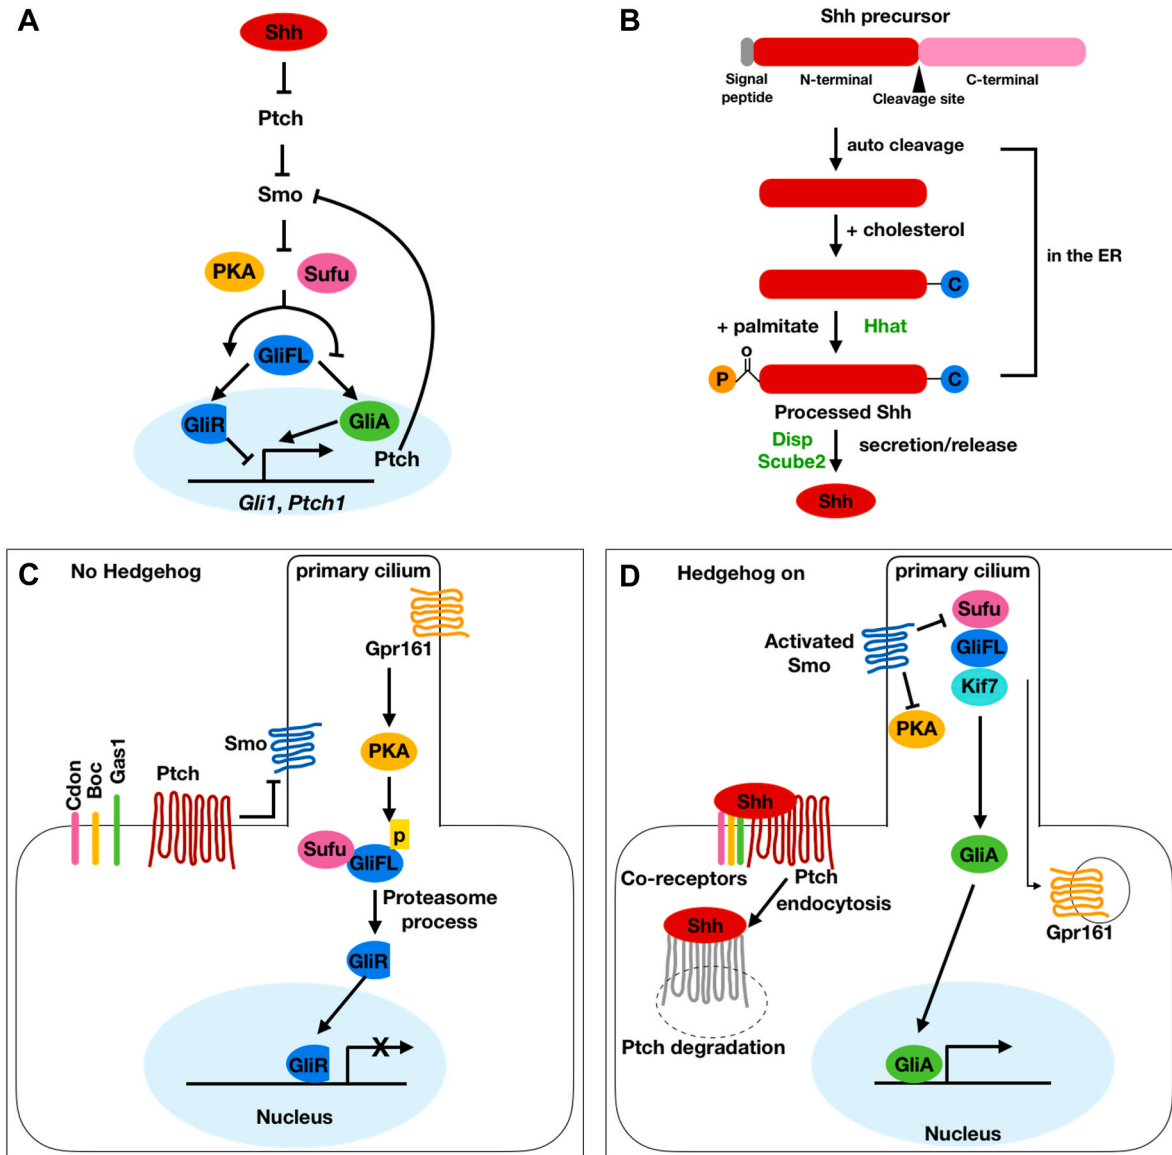 A
Shh
Ptch
Smo
PKA
Sufu
GliFL
GliR
GliA
Ptch
Gli1, Ptch1
B
Shh precursor
Signal
peptide
N-terminal
C-terminal
Cleavage site
auto cleavage
+ cholesterol
C
in the ER
+ palmitate
Hhat
P
O
C
Processed Shh
Disp
Scube2
secretion/release
Shh
C
No Hedgehog
primary cilium
Gpr161
Smo
PKA
Cdon
Boc
Gas1
Ptch
p
Sufu
GliFL
Proteasome
process
GliR
X
GliR
Nucleus
D
Hedgehog on
primary cilium
Sufu
Activated
Smo
GliFL
Kif7
PKA
Shh
GliA
Co-receptors
Ptch
endocytosis
Gpr161
Shh
Ptch degradation
GliA
Nucleus